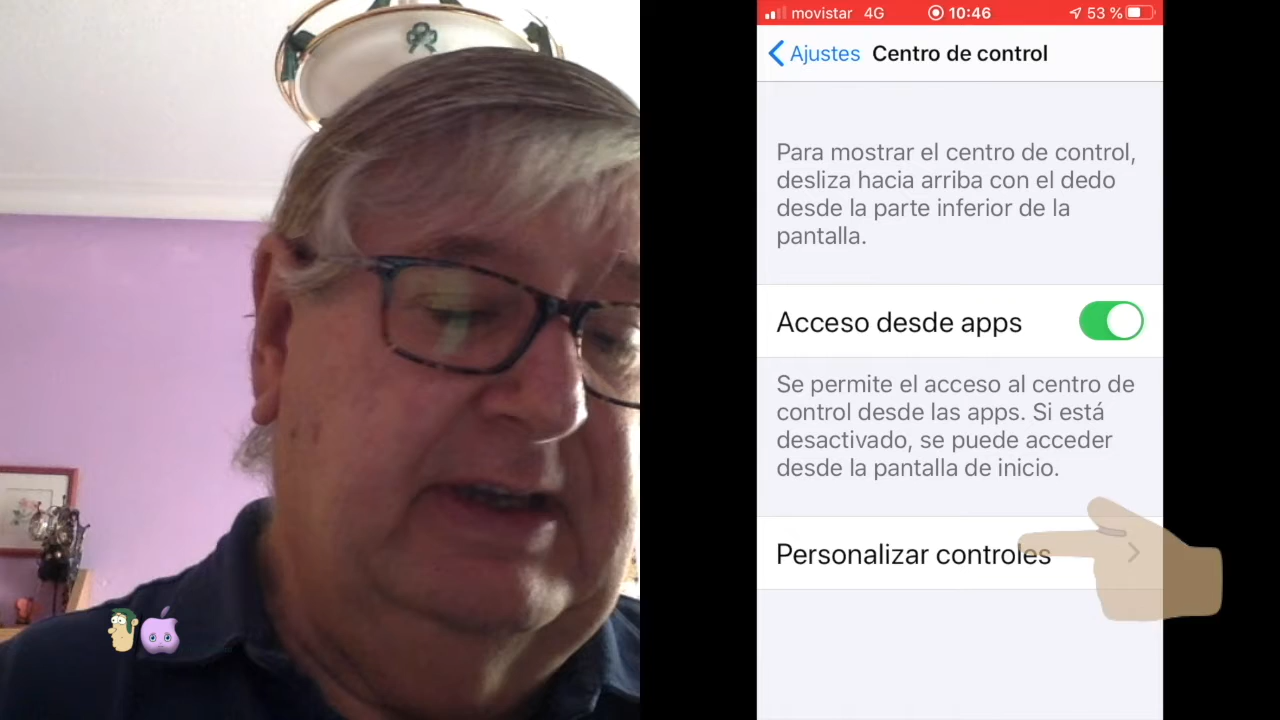 movistar 4G 10:46 53 %
Ajustes Centro de control
Para mostrar el centro de control,
desliza hacia arriba con el dedo
desde la parte inferior de la
pantalla.
Acceso desde apps
Se permite el acceso al centro de
control desde las apps. Si está
desactivado, se puede acceder
desde la pantalla de inicio.
Personalizar controles